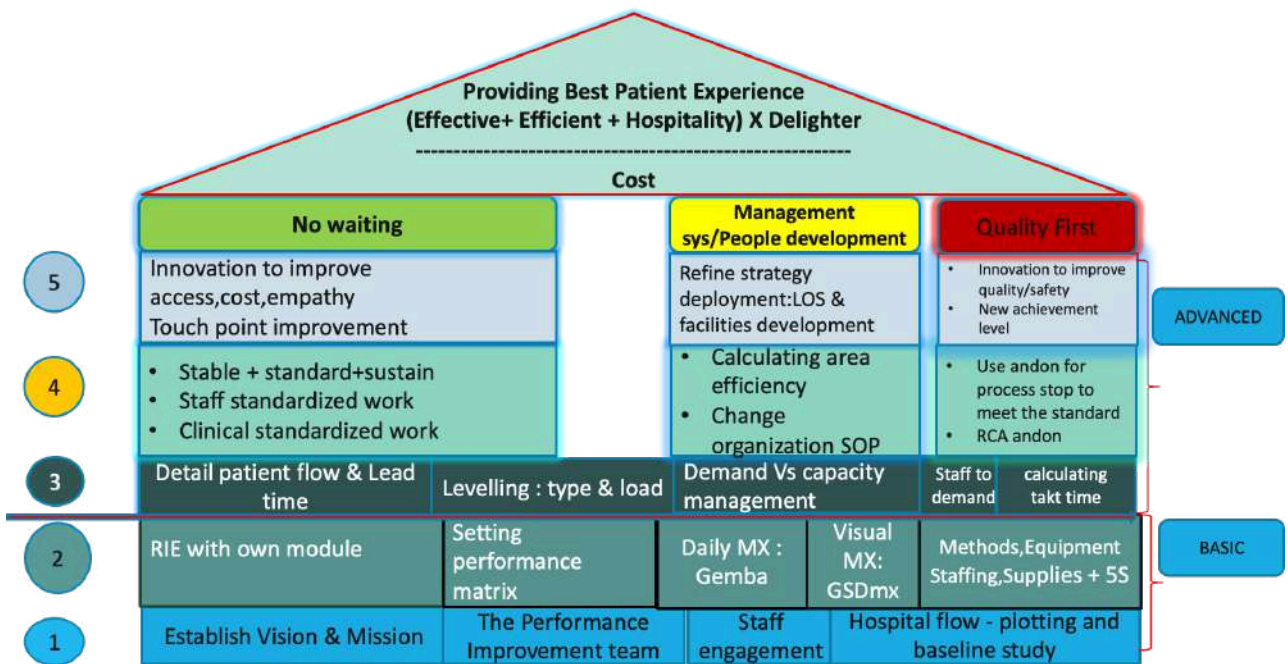 Providing Best Patient Experience
(Effective+ Efficient + Hospitality) X Delighter
--------------------------------------------------------
Cost
No waiting
Management
sys/People development
Quality First
5
Innovation to improve
access,cost,empathy
Touch point improvement
Refine strategy
deployment:LOS &
facilities development
• Innovation to improve
quality/safety
• New achievement
level
ADVANCED
4
• Stable + standard+sustain
• Staff standardized work
• Clinical standardized work
• Calculating area
efficiency
• Change
organization SOP
• Use andon for
process stop to
meet the standard
• RCA andon
3
Detail patient flow & Lead
time
Levelling : type & load
Demand Vs capacity
management
Staff to
demand
calculating
takt time
2
RIE with own module
Setting
performance
matrix
Daily MX :
Gemba
Visual
MX:
GSDmx
Methods,Equipment
Staffing,Supplies + 5S
BASIC
1
Establish Vision & Mission
The Performance
Improvement team
Staff
engagement
Hospital flow - plotting and
baseline study